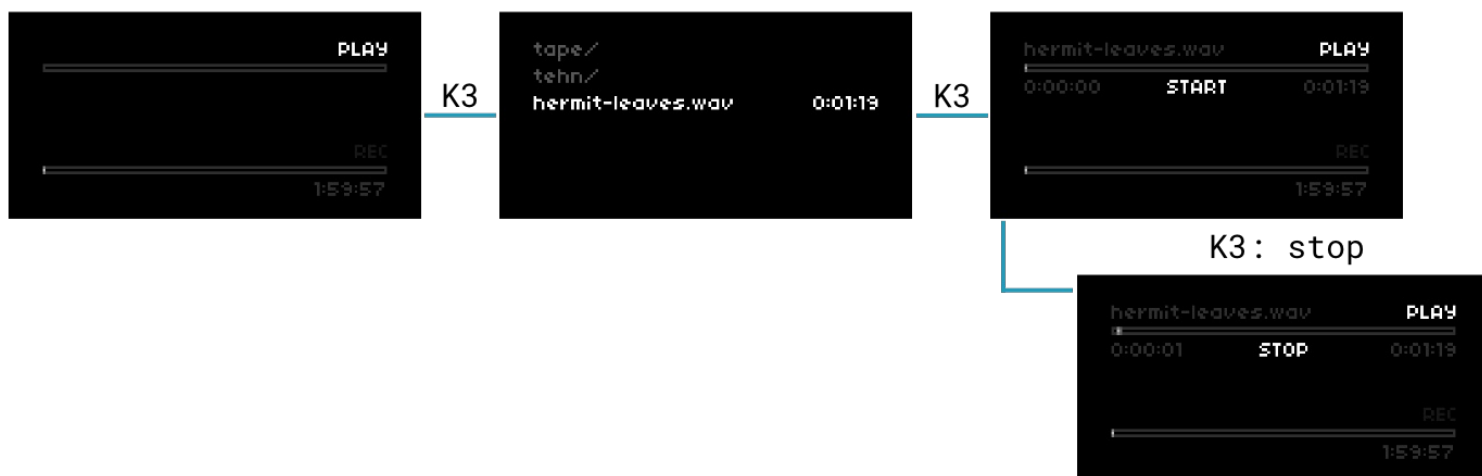 PLAY
REC
1:59:57
K3
tape/
tehn/
hermit-leaves.wav 0:01:19
K3
hermit-leaves.wav PLAY
0:00:00 START 0:01:19
REC
1:59:57
K3: stop
hermit-leaves.wav PLAY
0:00:01 STOP 0:01:19
REC
1:59:57